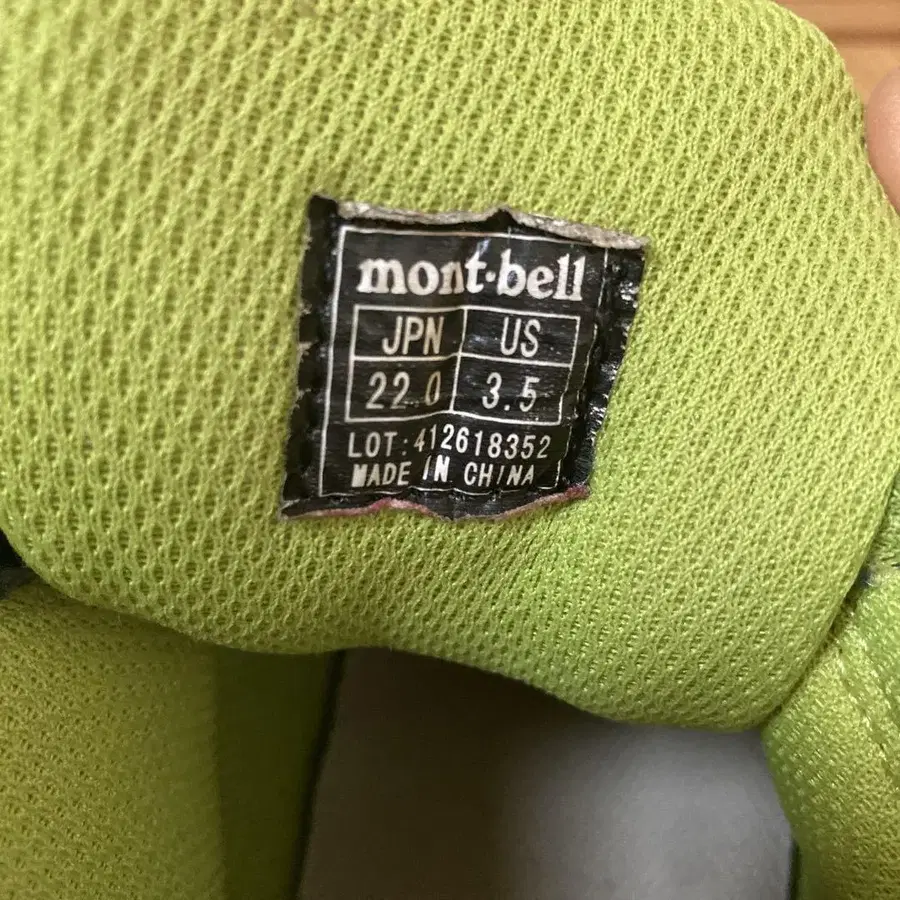 mont-bell
JPN US
22.0 3.5
LOT:412618352
MADE IN CHINA